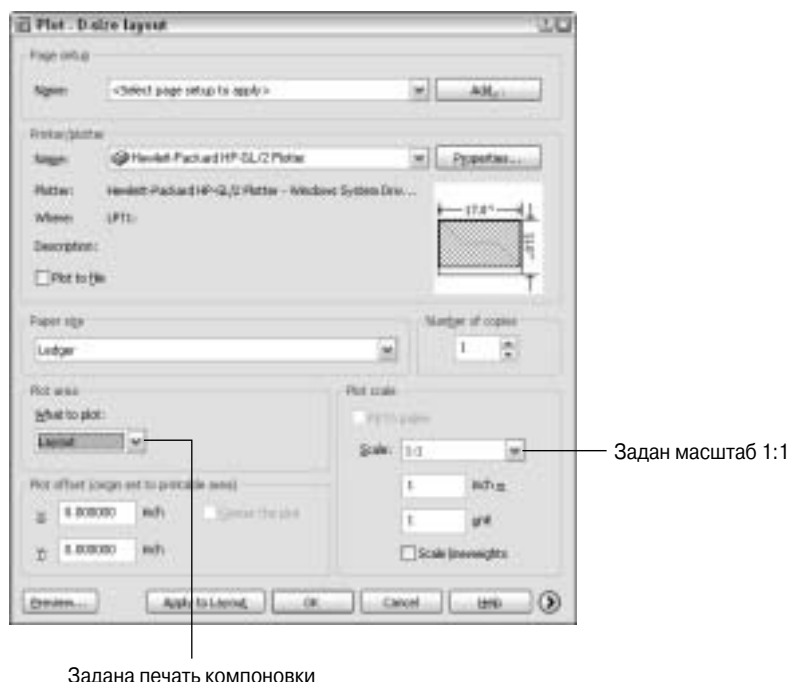 Plot - D-size layout
Page setup
Name: <Select page setup to apply> Add...
Printer/plotter
Name: Hewlett-Packard HP-GL/2 Plotter Properties...
Plotter: Hewlett-Packard HP-GL/2 Plotter - Windows System Driv...
Where: LPT1:
Description:
Plot to file
Paper size
Number of copies
Ledger
1
Plot area
Plot scale
What to plot:
Fit to paper
Layout
Scale: 1:1
Задан масштаб 1:1
Plot offset (origin set to printable area)
1 inch =
X: 0.000000 inch Center the plot
1 unit
Y: 0.000000 inch
Scale lineweights
Preview... Apply to Layout OK Cancel Help
Задана печать компоновки